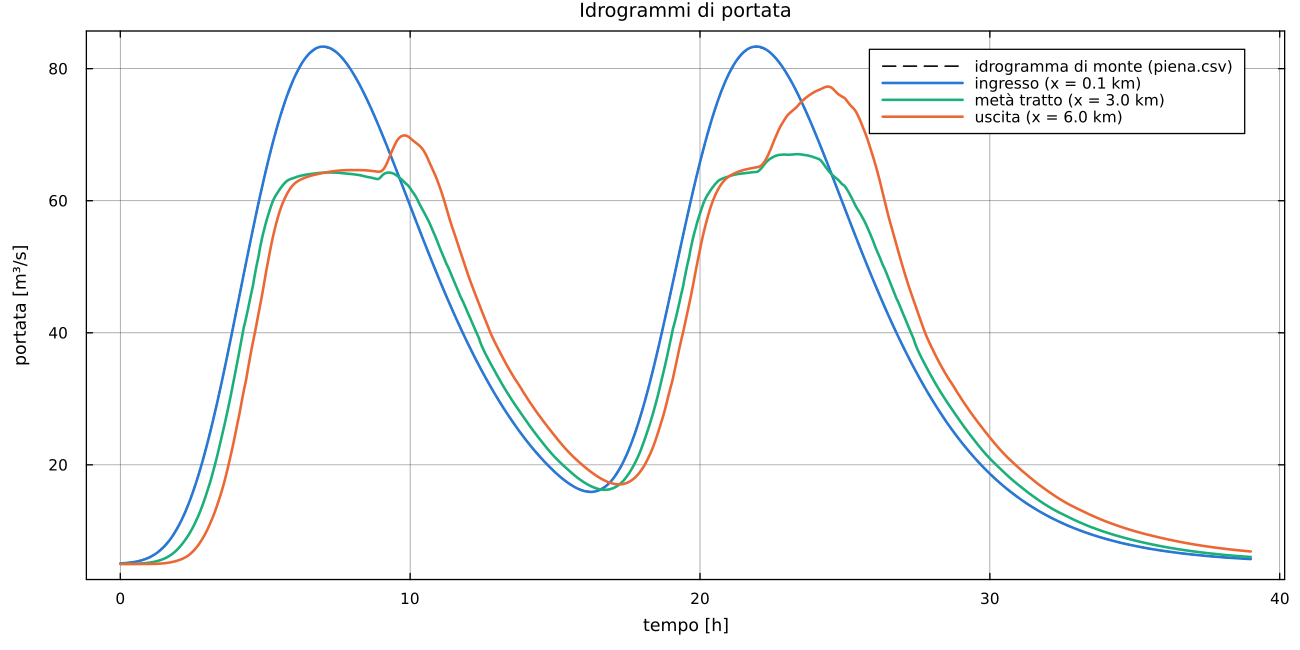 Idrogrammi di portata
idrogramma di monte (piena.csv)
ingresso (x = 0.1 km)
metà tratto (x = 3.0 km)
uscita (x = 6.0 km)
portata [m³/s]
80
60
40
20
0
10
20
30
40
tempo [h]